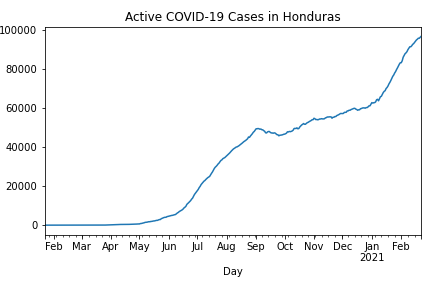 Active COVID-19 Cases in Honduras
100000
80000
60000
40000
20000
0
Feb Mar Apr May Jun Jul Aug Sep Oct Nov Dec Jan Feb
2021
Day